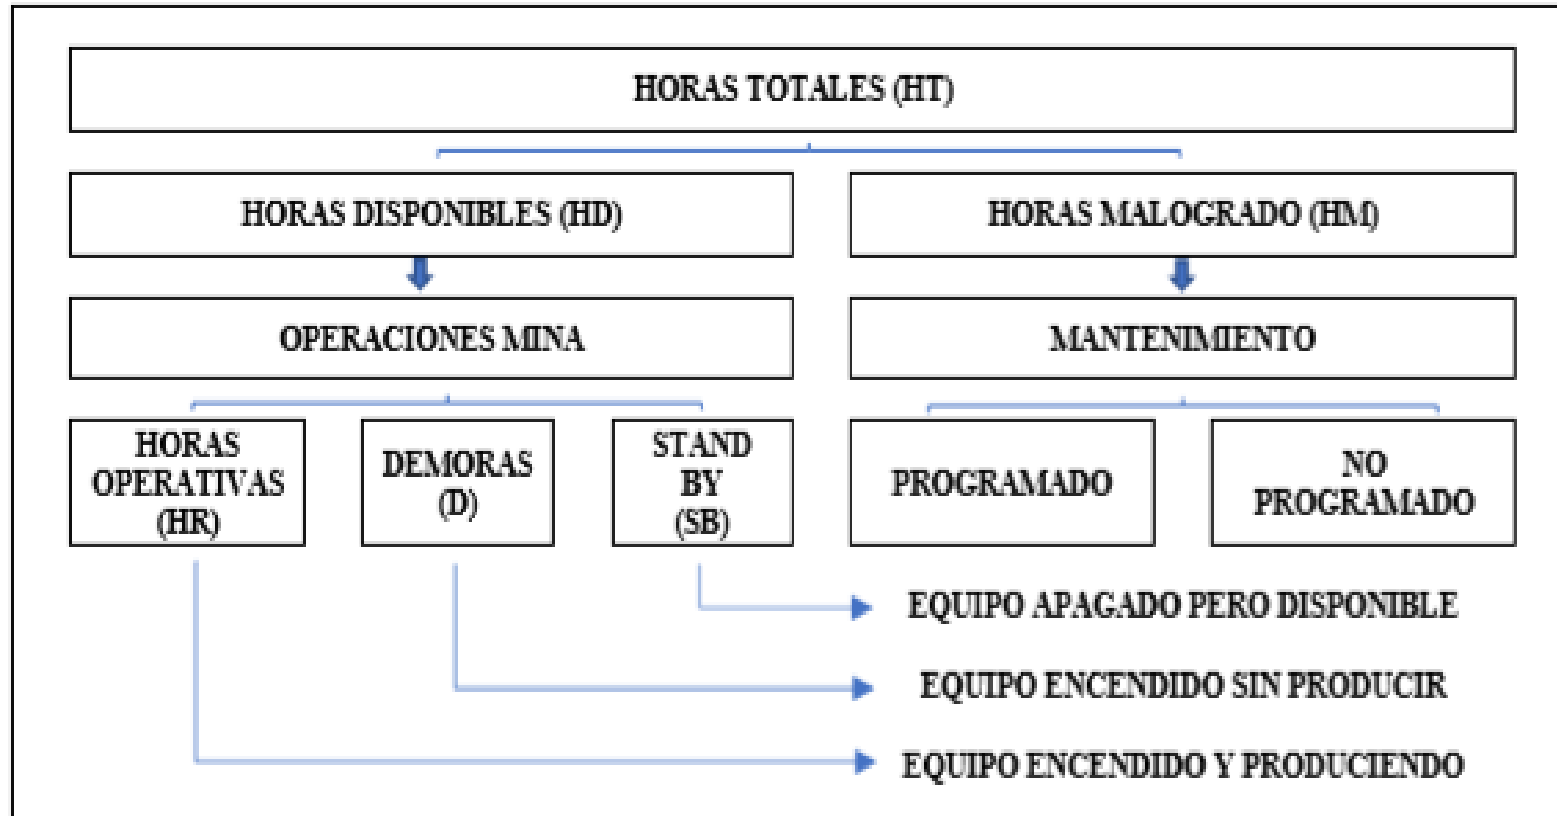 HORAS TOTALES (HT)
HORAS DISPONIBLES (HD)
HORAS MALOGRADO (HM)
OPERACIONES MINA
MANTENIMIENTO
HORAS
OPERATIVAS
(HR)
DEMORAS
(D)
STAND
BY
(SB)
PROGRAMADO
NO
PROGRAMADO
EQUIPO APAGADO PERO DISPONIBLE
EQUIPO ENCENDIDO SIN PRODUCIR
EQUIPO ENCENDIDO Y PRODUCIENDO